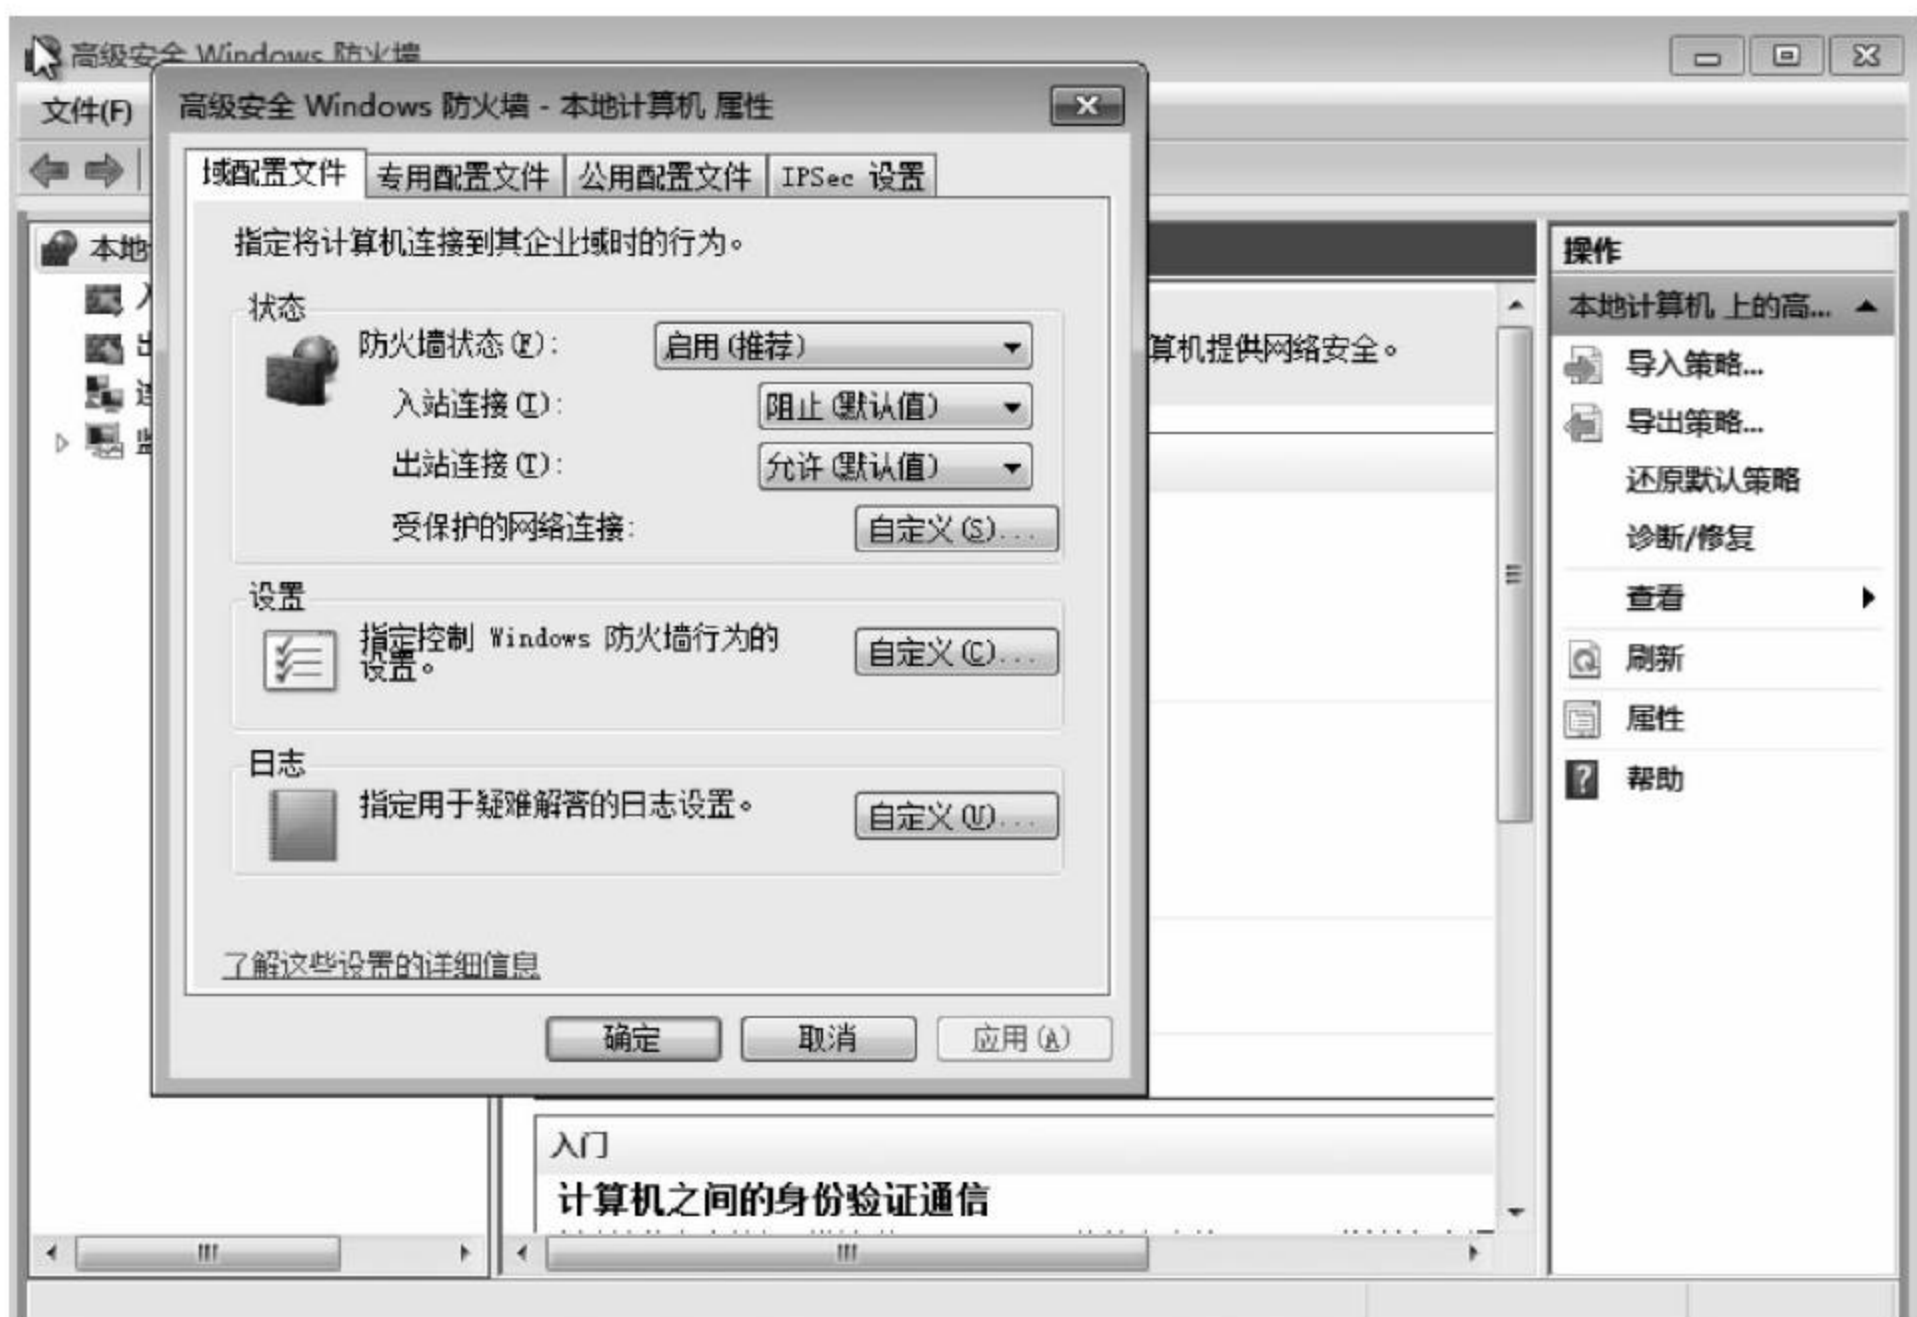 高级安全 Windows 防火墙
文件(F)
高级安全 Windows 防火墙 - 本地计算机 属性
域配置文件 专用配置文件 公用配置文件 IPSec 设置
指定将计算机连接到其企业域时的行为。
状态
防火墙状态(F): 启用(推荐)
入站连接(I): 阻止(默认值)
出站连接(T): 允许(默认值)
受保护的网络连接: 自定义(S)...
设置
指定控制 Windows 防火墙行为的
设置。
自定义(C)...
日志
指定用于疑难解答的日志设置。 自定义(U)...
了解这些设置的详细信息
确定 取消 应用(A)
本地
出
算机提供网络安全。
入门
计算机之间的身份验证通信
操作
本地计算机 上的高...
导入策略...
导出策略...
还原默认策略
诊断/修复
查看
刷新
属性
帮助